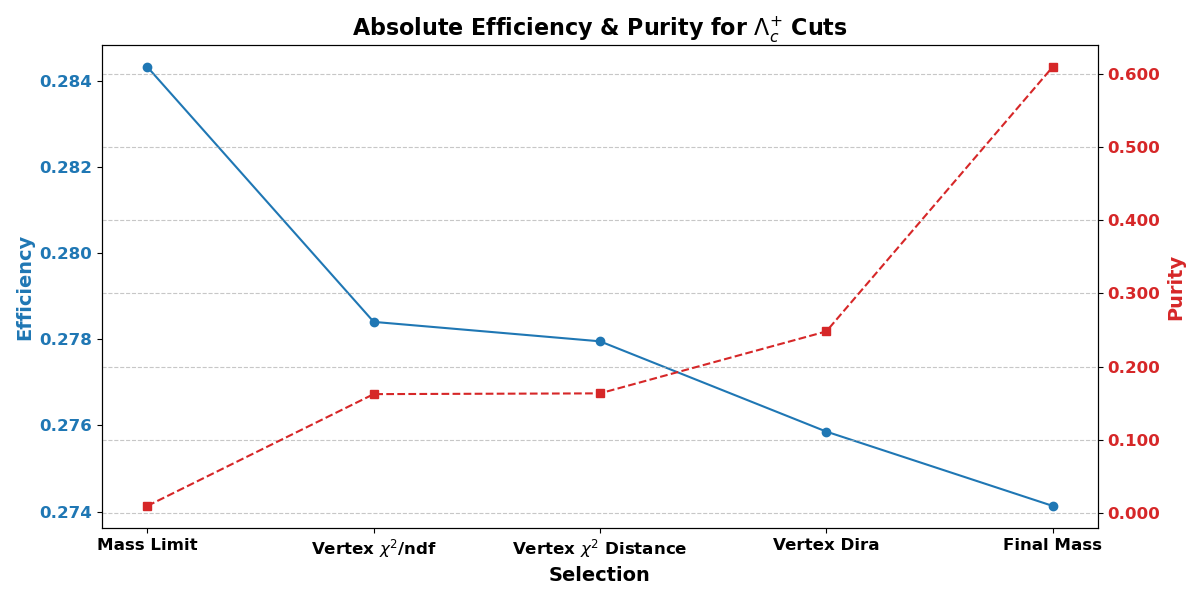 Absolute Efficiency & Purity for Λ_c^+ Cuts
0.284
0.282
0.280
0.278
0.276
0.274
Efficiency
0.600
0.500
0.400
0.300
0.200
0.100
0.000
Purity
Mass Limit
Vertex χ²/ndf
Vertex χ² Distance
Vertex Dira
Final Mass
Selection